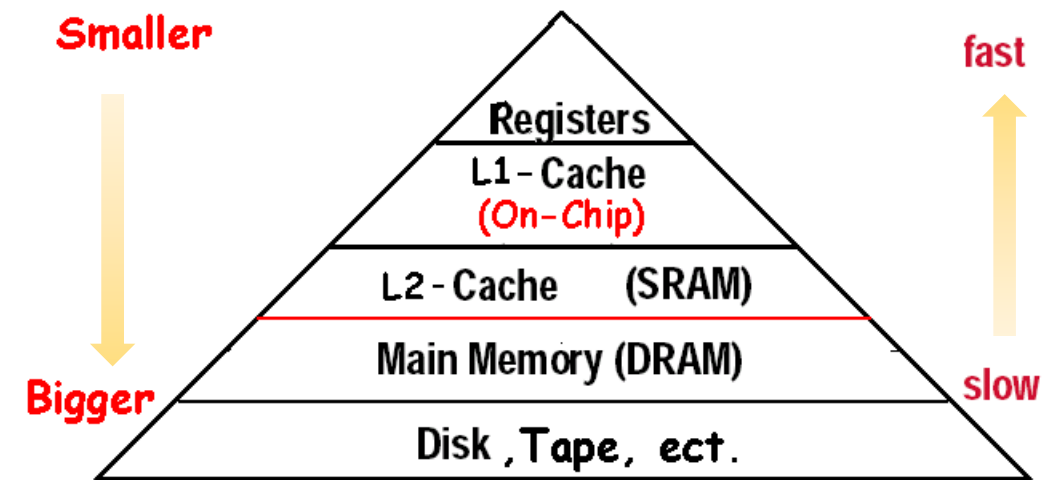 Smaller
fast
Registers
L1-Cache
(On-Chip)
L2-Cache (SRAM)
Main Memory (DRAM)
Bigger
slow
Disk ,Tape, ect.